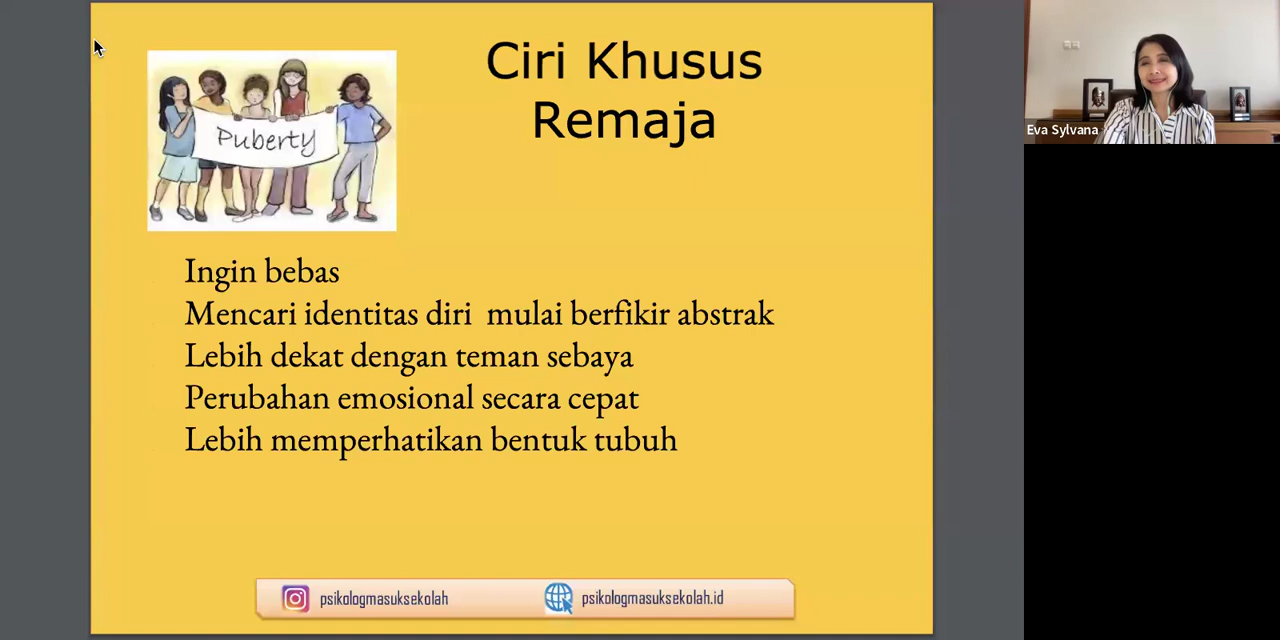 Ciri Khusus
Remaja
Puberty
Ingin bebas
Mencari identitas diri  mulai berfikir abstrak
Lebih dekat dengan teman sebaya
Perubahan emosional secara cepat
Lebih memperhatikan bentuk tubuh
psikologmasuksekolah
psikologmasuksekolah.id
Eva Sylvana